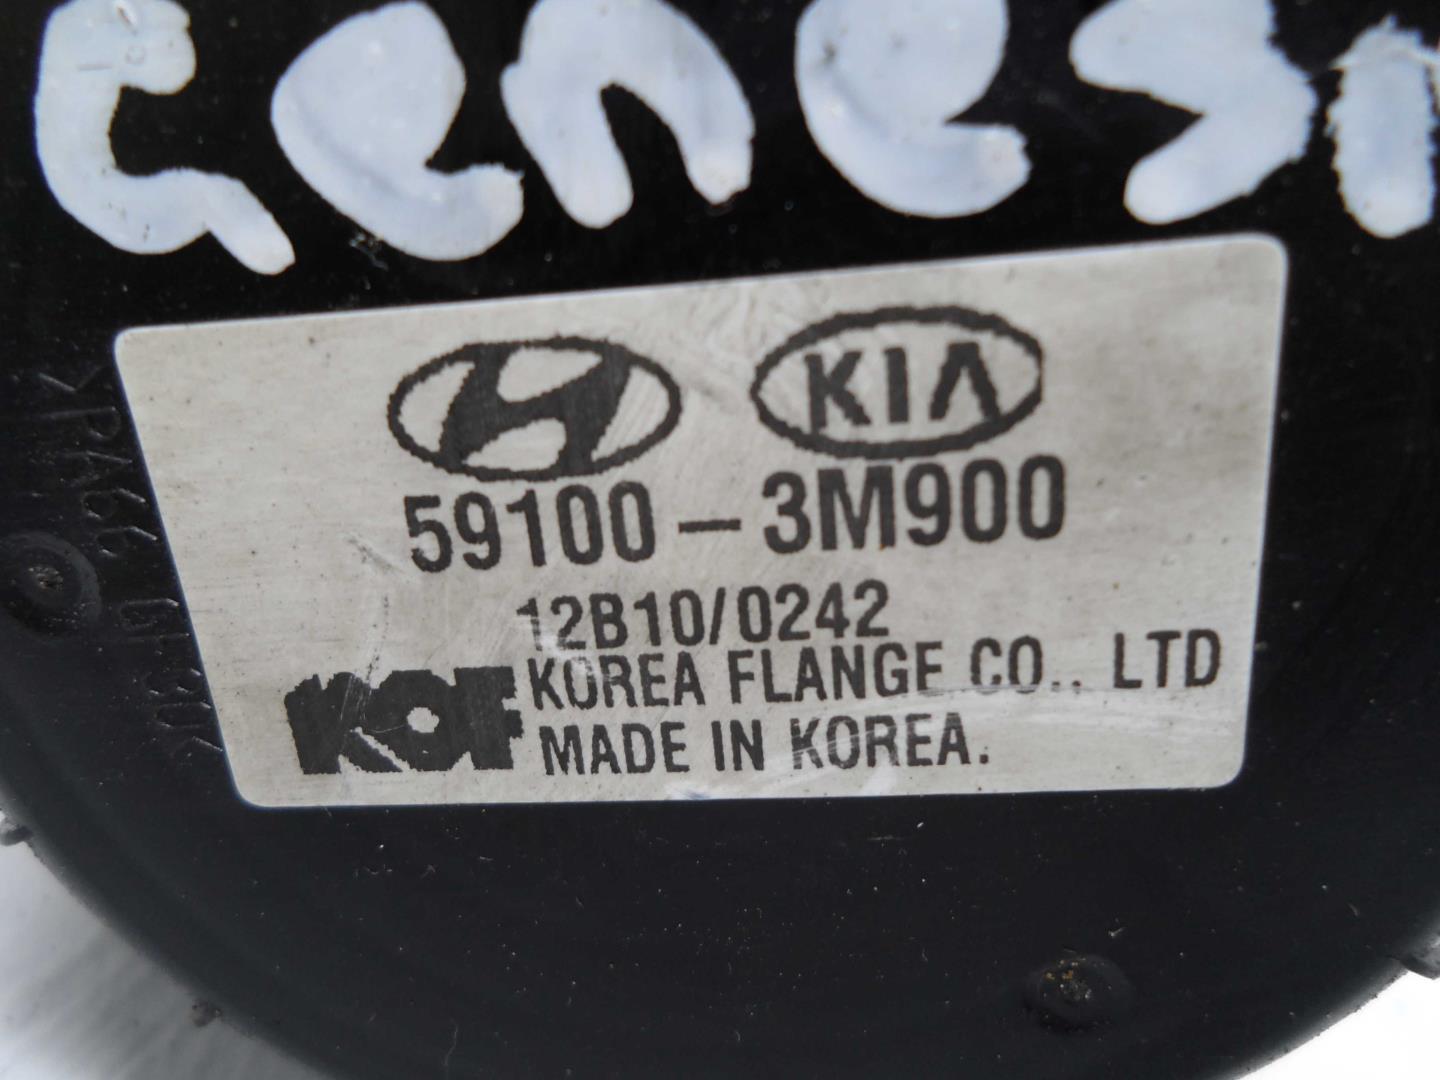 Genesi
KIA
59100-3M900
12B10/0242
KOF KOREA FLANGE CO., LTD
MADE IN KOREA.